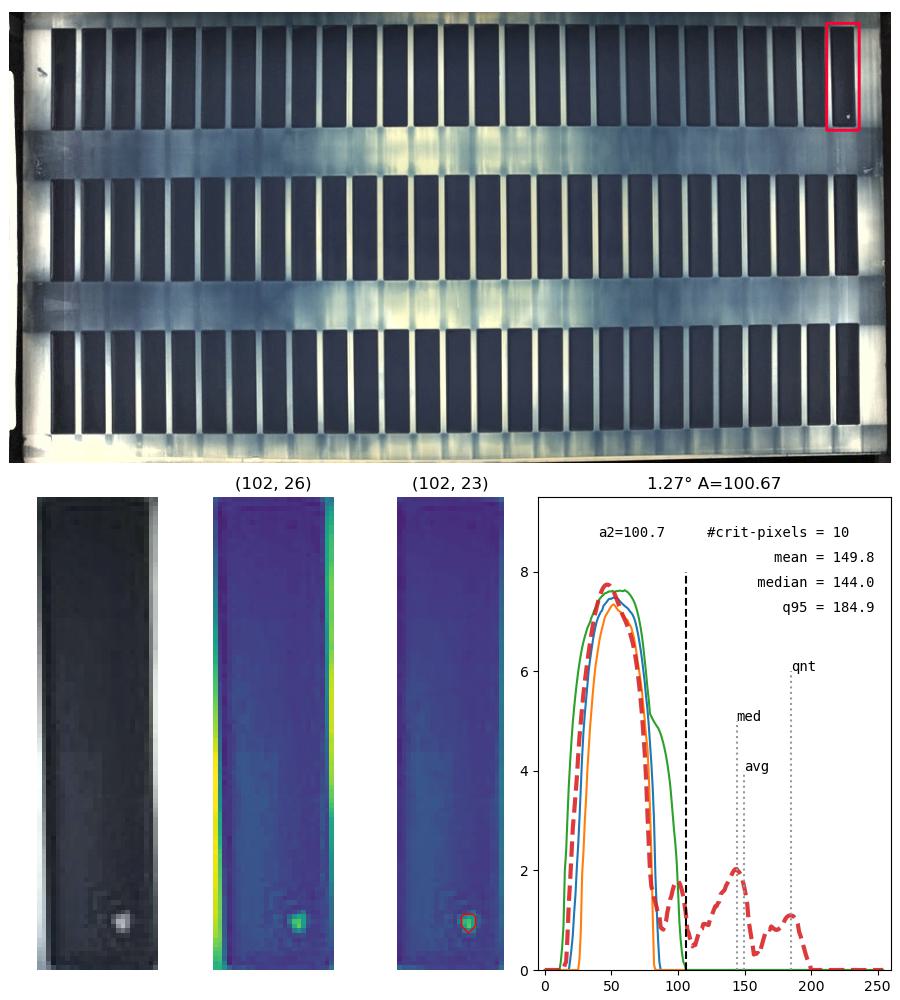 (102, 26)
(102, 23)
1.27° A=100.67
a2=100.7
#crit-pixels = 10
mean = 149.8
median = 144.0
q95 = 184.9
qnt
med
avg
8
6
4
2
0
0 50 100 150 200 250